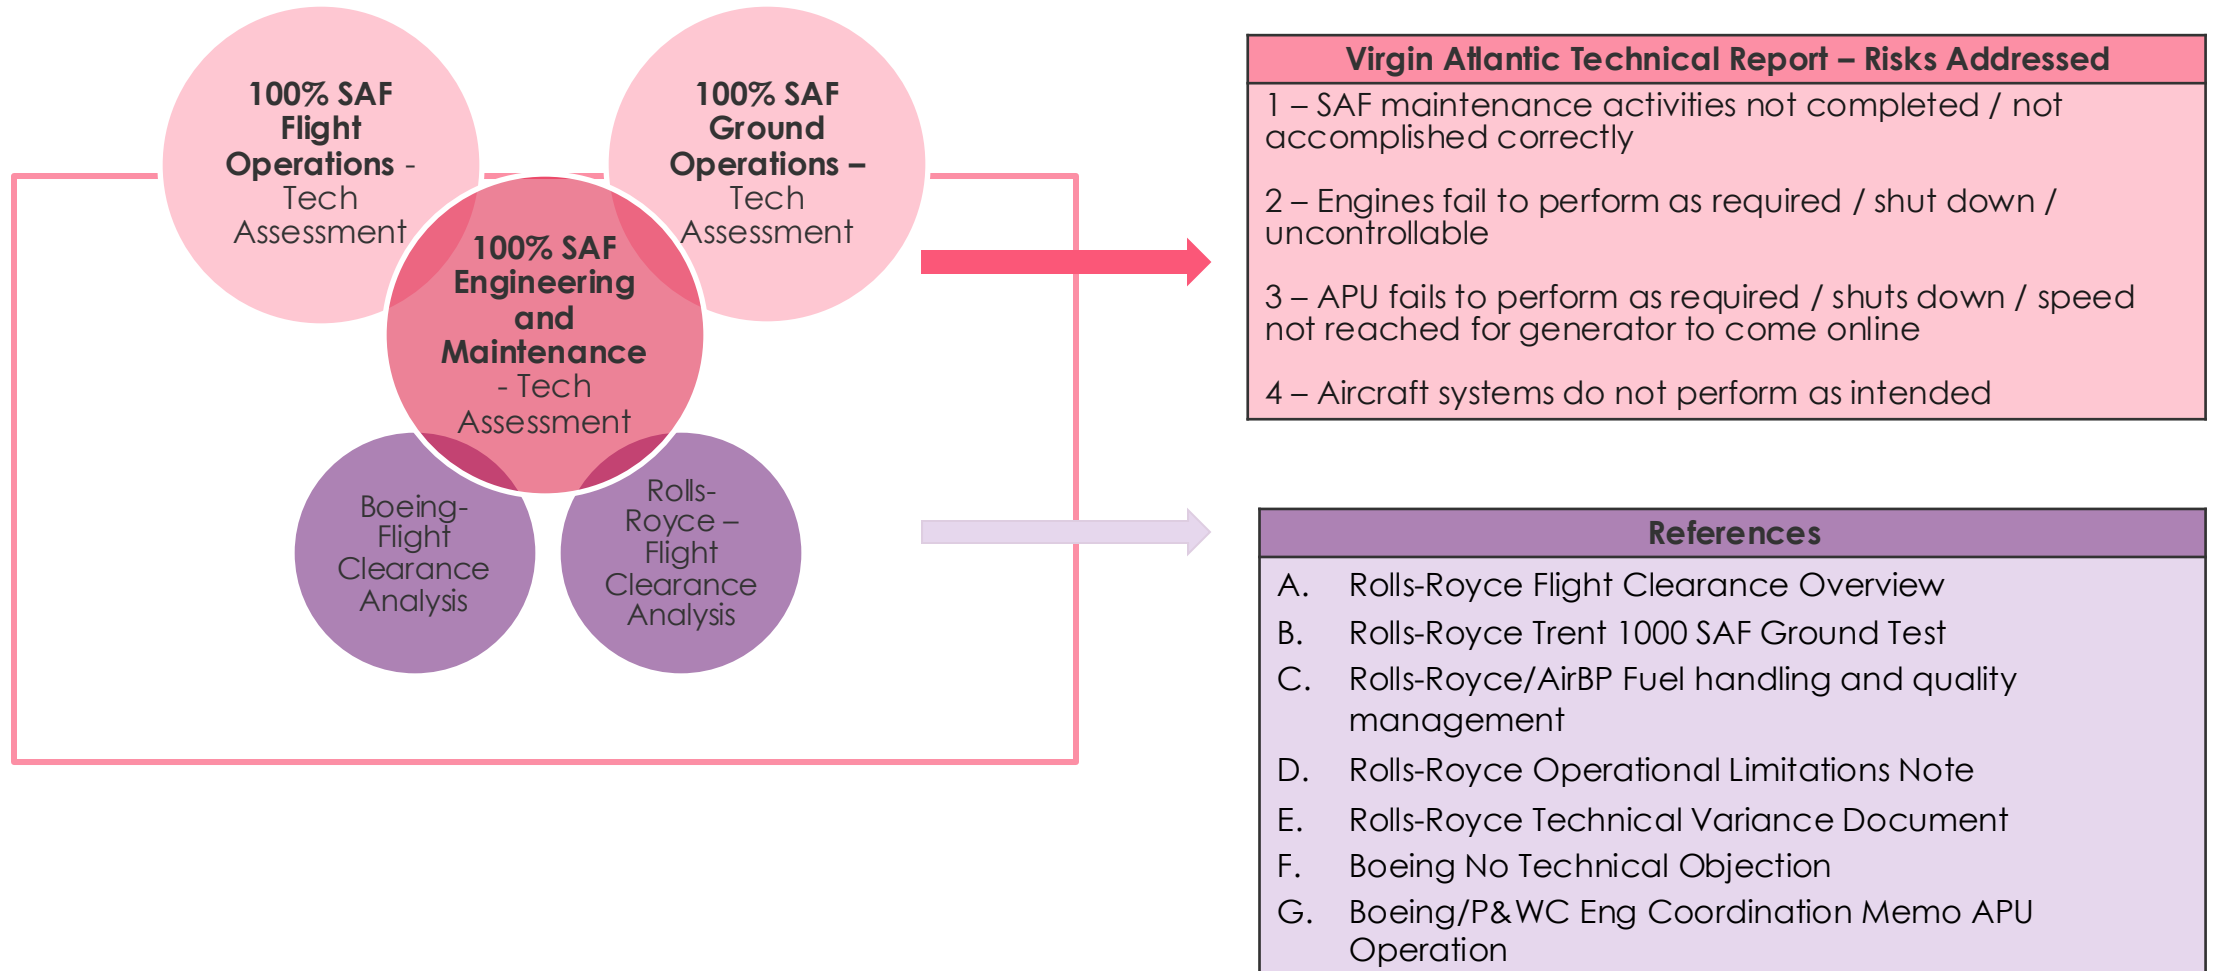 100% SAF
Flight
Operations -
Tech
Assessment
100% SAF
Ground
Operations –
Tech
Assessment
100% SAF
Engineering
and
Maintenance
- Tech
Assessment
Boeing-
Flight
Clearance
Analysis
Rolls-
Royce –
Flight
Clearance
Analysis
Virgin Atlantic Technical Report – Risks Addressed
1 – SAF maintenance activities not completed / not
accomplished correctly
2 – Engines fail to perform as required / shut down /
uncontrollable
3 – APU fails to perform as required / shuts down / speed
not reached for generator to come online
4 – Aircraft systems do not perform as intended
References
A. Rolls-Royce Flight Clearance Overview
B. Rolls-Royce Trent 1000 SAF Ground Test
C. Rolls-Royce/AirBP Fuel handling and quality
management
D. Rolls-Royce Operational Limitations Note
E. Rolls-Royce Technical Variance Document
F. Boeing No Technical Objection
G. Boeing/P&WC Eng Coordination Memo APU
Operation